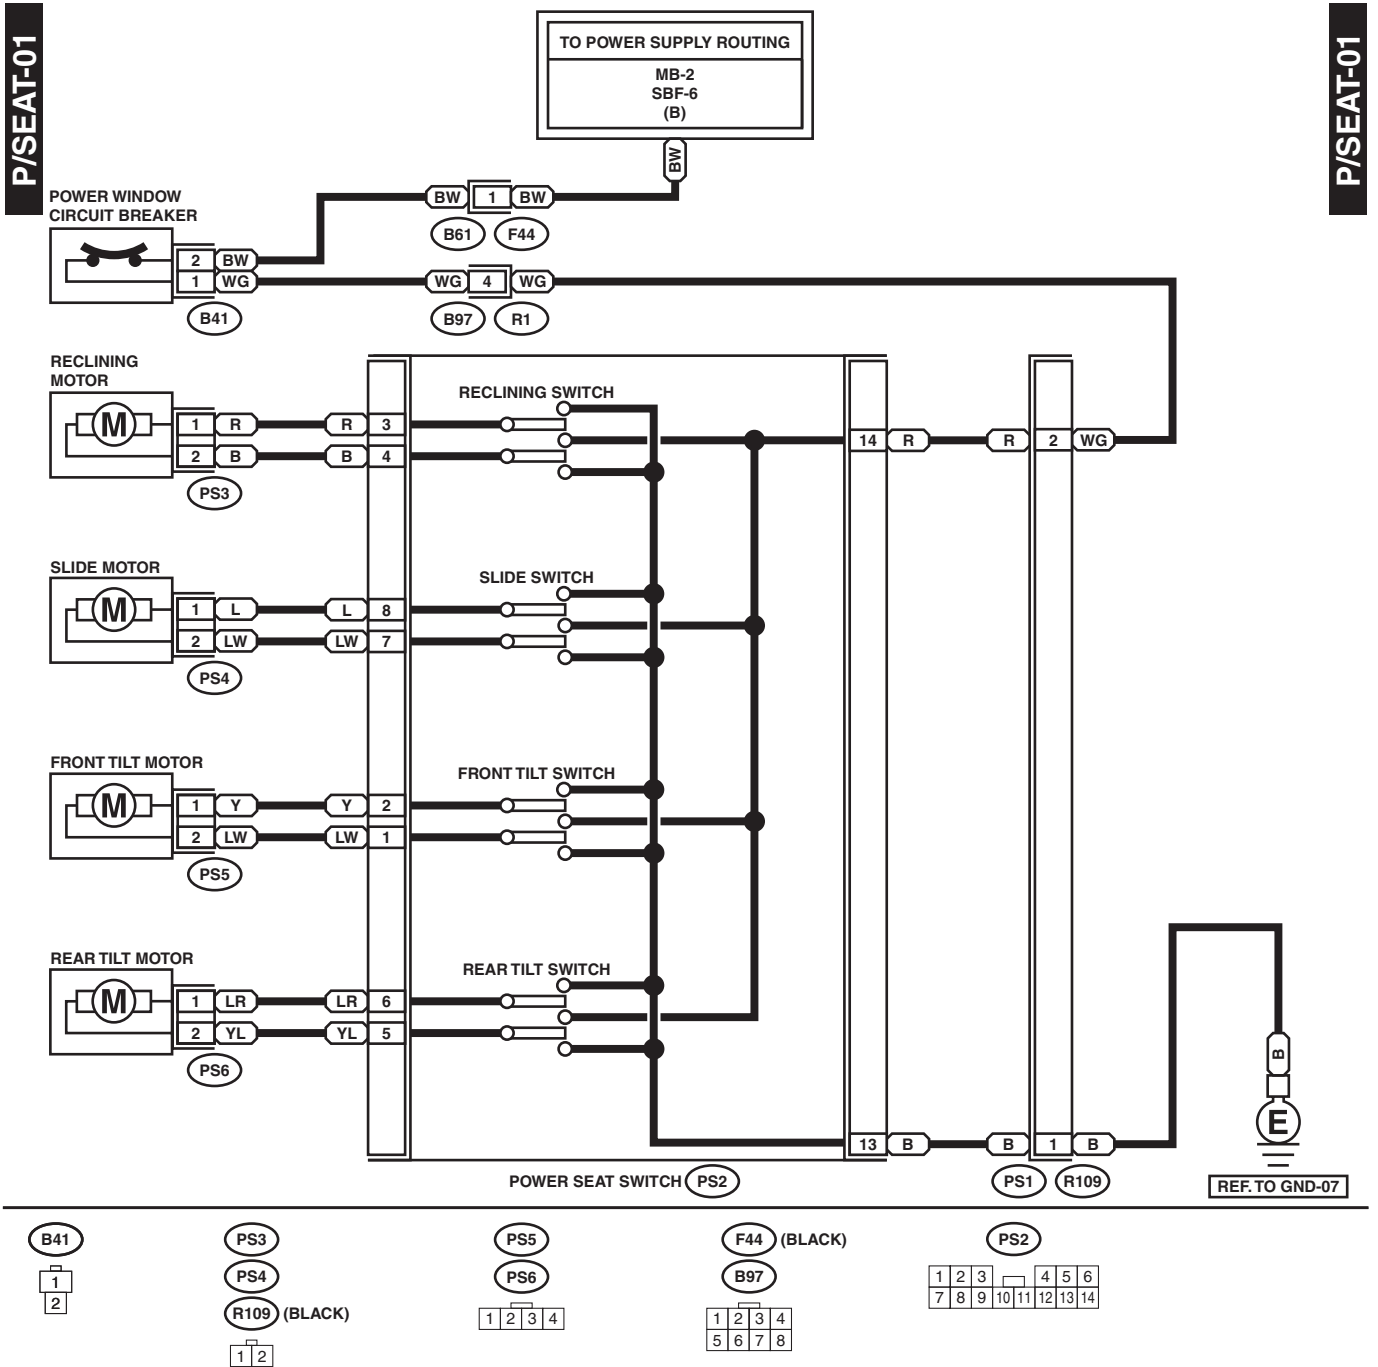 P/SEAT-01
P/SEAT-01
TO POWER SUPPLY ROUTING
MB-2
SBF-6
(B)
BW
POWER WINDOW
CIRCUIT BREAKER
BW 1 BW
B61 F44
2 BW
1 WG
WG 4 WG
B41
B97 R1
RECLINING
MOTOR
RECLINING SWITCH
M
1 R R 3
14 R R 2 WG
2 B B 4
PS3
SLIDE MOTOR
SLIDE SWITCH
M
1 L L 8
2 LW LW 7
PS4
FRONT TILT MOTOR
FRONT TILT SWITCH
M
1 Y Y 2
2 LW LW 1
PS5
REAR TILT MOTOR
REAR TILT SWITCH
M
1 LR LR 6
2 YL YL 5
PS6
B
E
13 B B 1 B
POWER SEAT SWITCH PS2
PS1 R109
REF. TO GND-07
B41
1
2
PS3
PS4
R109 (BLACK)
1 2
PS5
PS6
1 2 3 4
F44 (BLACK)
B97
1 2 3 4
5 6 7 8
PS2
1 2 3 4 5 6
7 8 9 10 11 12 13 14